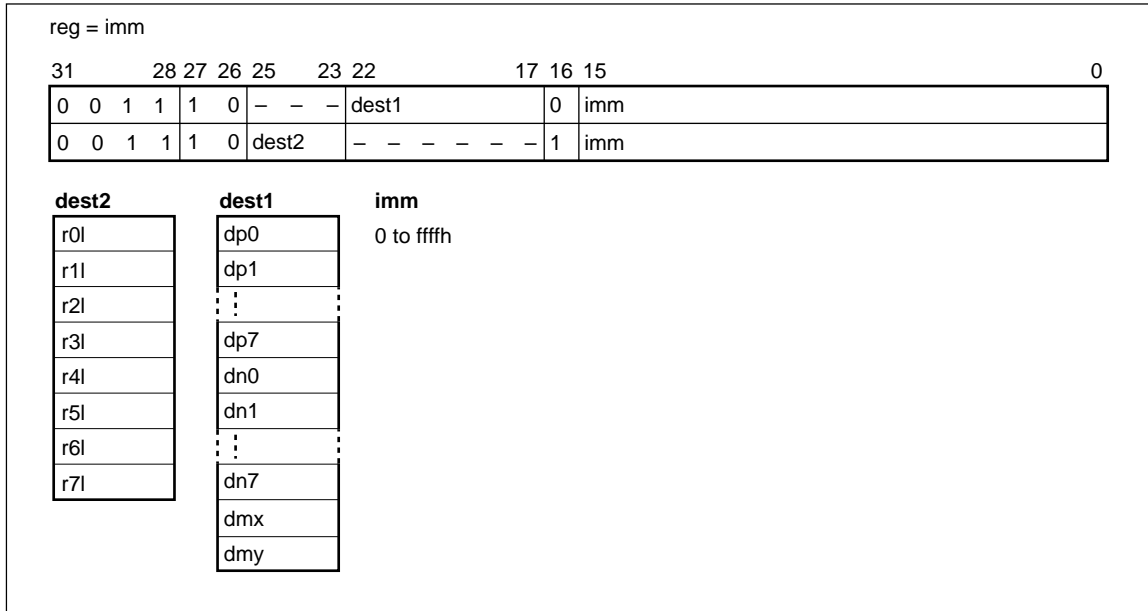 reg = imm
31 28 27 26 25 23 22 17 16 15 0
0 0 1 1 1 0 – – – dest1 0 imm
0 0 1 1 1 0 dest2 – – – – – – 1 imm
dest2 dest1 imm
r0l dp0 0 to ffffh
r1l dp1
r2l
r3l dp7
r4l dn0
r5l dn1
r6l
r7l dn7
dmx
dmy